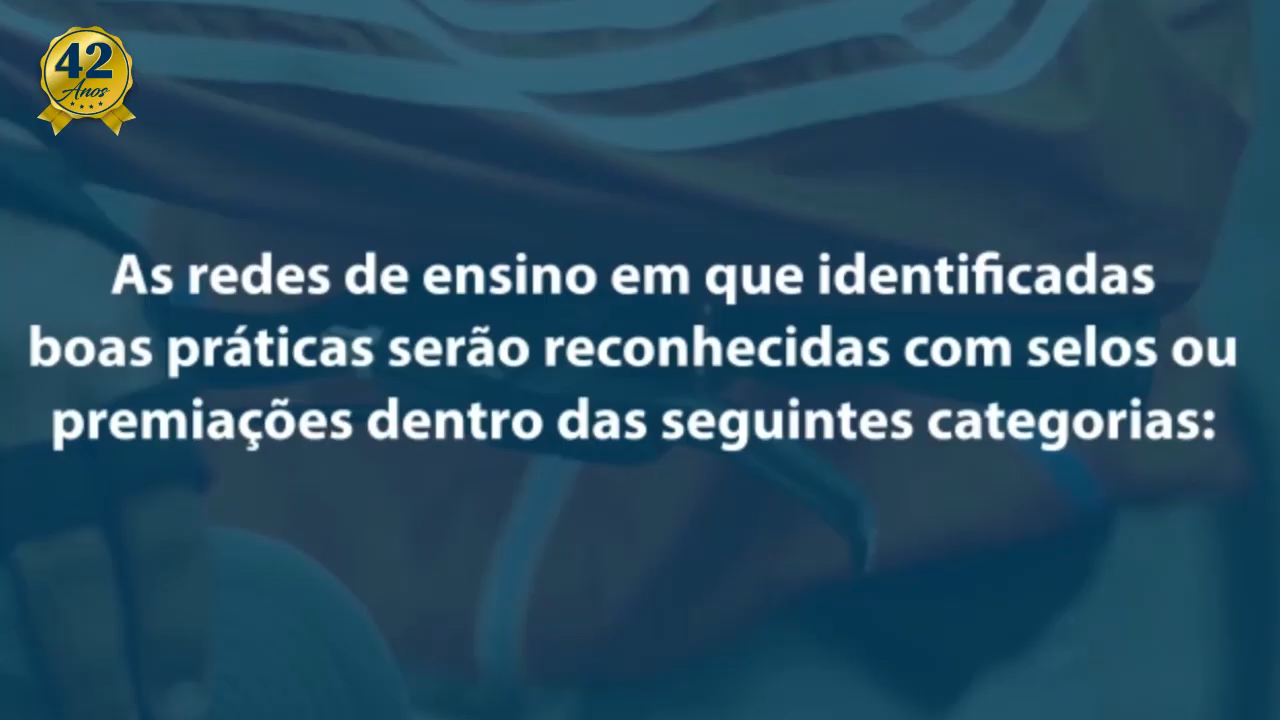 42
Anos
As redes de ensino em que identificadas
boas práticas serão reconhecidas com selos ou
premiações dentro das seguintes categorias: